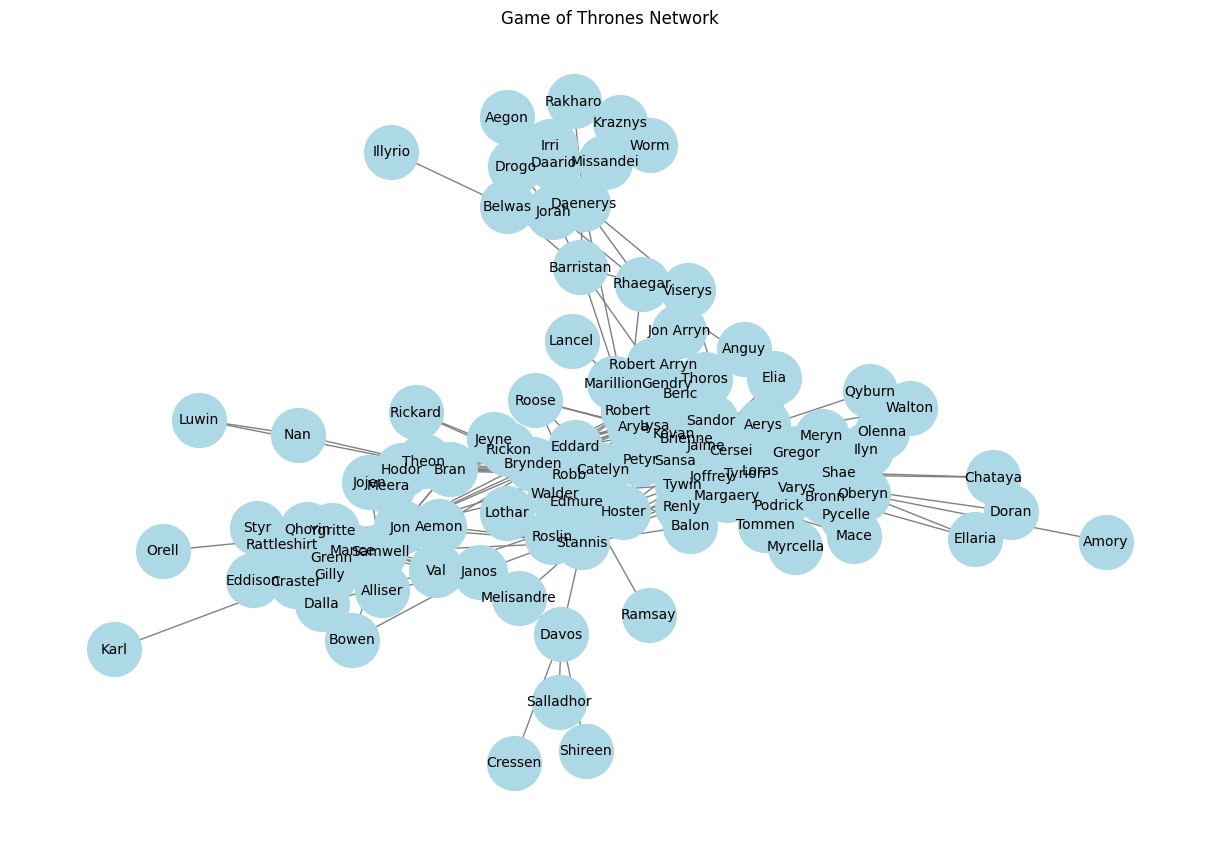 Game of Thrones Network
Rakharo
Aegon
Kraznys
Irri
Worm
Illyrio
Daario
Missandei
Drogo
Daenerys
Belwas
Jorah
Barristan
Rhaegar
Viserys
Jon Arryn
Lancel
Anguy
Robert Arryn
Elia
Thoros
Marillion
Gendry
Qyburn
Beric
Roose
Walton
Robert
Rickard
Luwin
Sandor
Aerys
Arya
Lysa
Olenna
Kevan
Nan
Meryn
Jeyne
Brienne
Eddard
Jaime
Rickon
Cersei
Ilyn
Gregor
Petyr
Sansa
Theon
Brynden
Hodor
Bran
Catelyn
Loras
Shae
Tyrion
Robb
Joffrey
Chataya
Jojen
Tywin
Meera
Varys
Walder
Oberyn
Margaery
Bronn
Edmure
Podrick
Renly
Hoster
Doran
Lothar
Pycelle
Tommen
Balon
Jon
Aemon
Styr
Qhorin
Ygritte
Mace
Roslin
Ellaria
Stannis
Amory
Rattleshirt
Myrcella
Orell
Mance
Samwell
Grenn
Val
Janos
Gilly
Eddison
Craster
Alliser
Melisandre
Dalla
Ramsay
Davos
Bowen
Karl
Salladhor
Shireen
Cressen